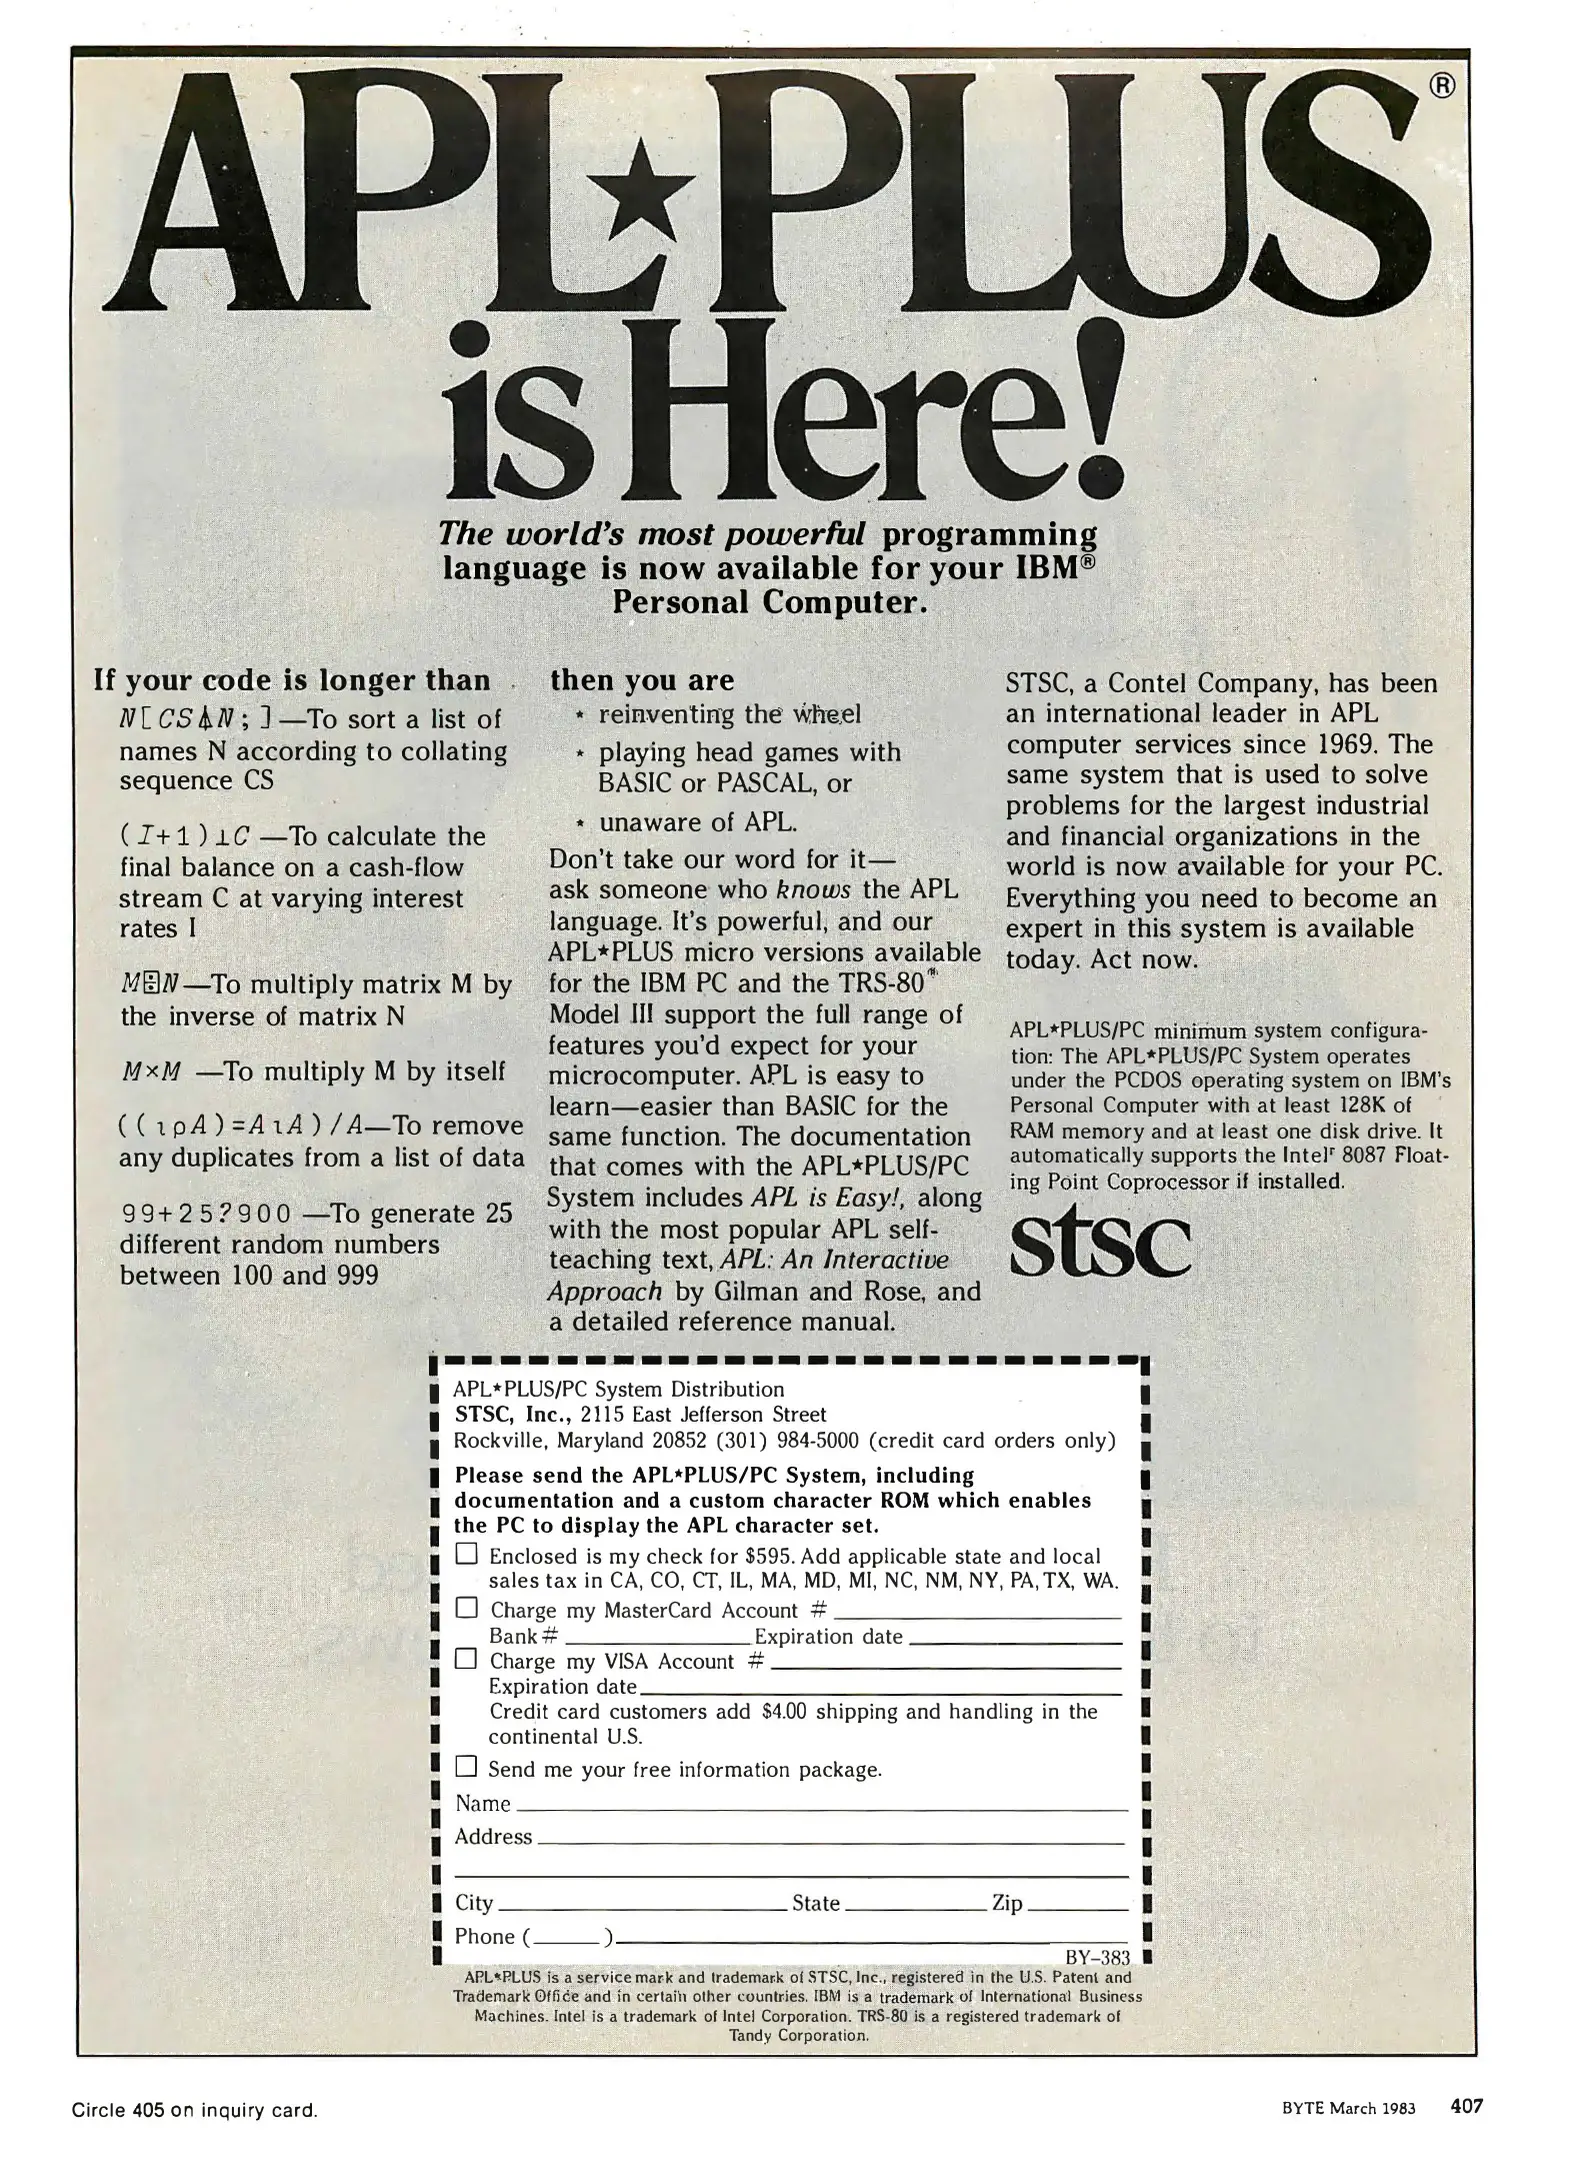 APL★PLUS®
is Here!
The world's most powerful programming
language is now available for your IBM®
Personal Computer.
If your code is longer than
N[CS⍋N;]—To sort a list of
names N according to collating
sequence CS
(I+1)⊥C —To calculate the
final balance on a cash-flow
stream C at varying interest
rates I
M⌹N—To multiply matrix M by
the inverse of matrix N
M×M —To multiply M by itself
((⍳⍴A)=A⍳A)/A—To remove
any duplicates from a list of data
99+25?900 —To generate 25
different random numbers
between 100 and 999
then you are
* reinventing the wheel
* playing head games with
BASIC or PASCAL, or
* unaware of APL.
Don't take our word for it—
ask someone who knows the APL
language. It's powerful, and our
APL★PLUS micro versions available
for the IBM PC and the TRS-80™
Model III support the full range of
features you'd expect for your
microcomputer. APL is easy to
learn—easier than BASIC for the
same function. The documentation
that comes with the APL★PLUS/PC
System includes APL is Easy!, along
with the most popular APL self-
teaching text, APL: An Interactive
Approach by Gilman and Rose, and
a detailed reference manual.
STSC, a Contel Company, has been
an international leader in APL
computer services since 1969. The
same system that is used to solve
problems for the largest industrial
and financial organizations in the
world is now available for your PC.
Everything you need to become an
expert in this system is available
today. Act now.
APL★PLUS/PC minimum system configura-
tion: The APL★PLUS/PC System operates
under the PCDOS operating system on IBM's
Personal Computer with at least 128K of
RAM memory and at least one disk drive. It
automatically supports the Intelʳ 8087 Float-
ing Point Coprocessor if installed.
stsc
APL★PLUS/PC System Distribution
STSC, Inc., 2115 East Jefferson Street
Rockville, Maryland 20852 (301) 984-5000 (credit card orders only)
Please send the APL★PLUS/PC System, including
documentation and a custom character ROM which enables
the PC to display the APL character set.
☐ Enclosed is my check for $595. Add applicable state and local
sales tax in CA, CO, CT, IL, MA, MD, MI, NC, NM, NY, PA, TX, WA.
☐ Charge my MasterCard Account # ____
Bank# ____ Expiration date ____
☐ Charge my VISA Account # ____
Expiration date ____
Credit card customers add $4.00 shipping and handling in the
continental U.S.
☐ Send me your free information package.
Name ____
Address ____
City ____ State ____ Zip ____
Phone (____) ____
BY–383
APL★PLUS is a service mark and trademark of STSC, Inc., registered in the U.S. Patent and
Trademark Office and in certain other countries. IBM is a trademark of International Business
Machines. Intel is a trademark of Intel Corporation. TRS-80 is a registered trademark of
Tandy Corporation.
Circle 405 on inquiry card.
BYTE March 1983 407